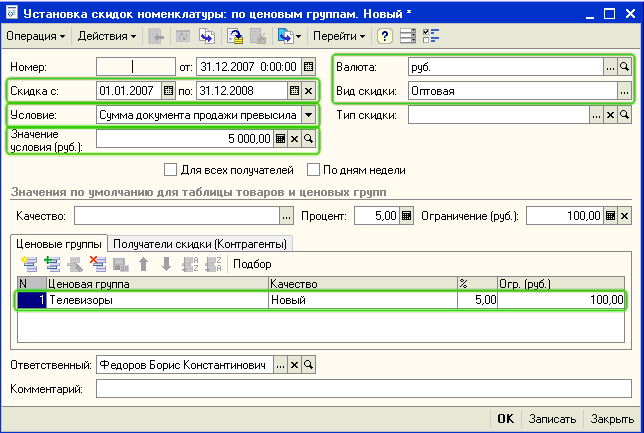 Установка скидок номенклатуры: по ценовым группам. Новый *
Операция Действия Перейти ?
Номер: от: 31.12.2007 0:00:00 Валюта: руб. ...
Скидка с: 01.01.2007 по: 31.12.2008 × Вид скидки: Оптовая ...
Условие: Сумма документа продажи превысила Тип скидки: ... ×
Значение
условия (руб.): 5 000,00 ×
Для всех получателей По дням недели
Значения по умолчанию для таблицы товаров и ценовых групп
Качество: ... Процент: 5,00 Ограничение (руб.): 100,00 ×
Ценовые группы Получатели скидки (Контрагенты)
Подбор
N Ценовая группа Качество % Огр. (руб.)
1 Телевизоры Новый 5,00 100,00
Ответственный: Федоров Борис Константинович ... ×
Комментарий:
OK Записать Закрыть